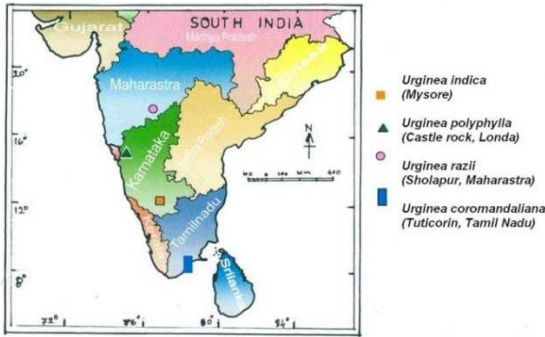 SOUTH INDIA
Gujarat
Madhya Pradesh
Orissa
Maharastra
Karnataka
Pradesh
Tamilnadu
Srilanka
N
20°
16°
12°
8°
72°
76°
80°
84°
Urginea indica
(Mysore)
Urginea polyphylla
(Castle rock, Londa)
Urginea razii
(Sholapur, Maharastra)
Urginea coromandaliana
(Tuticorin, Tamil Nadu)